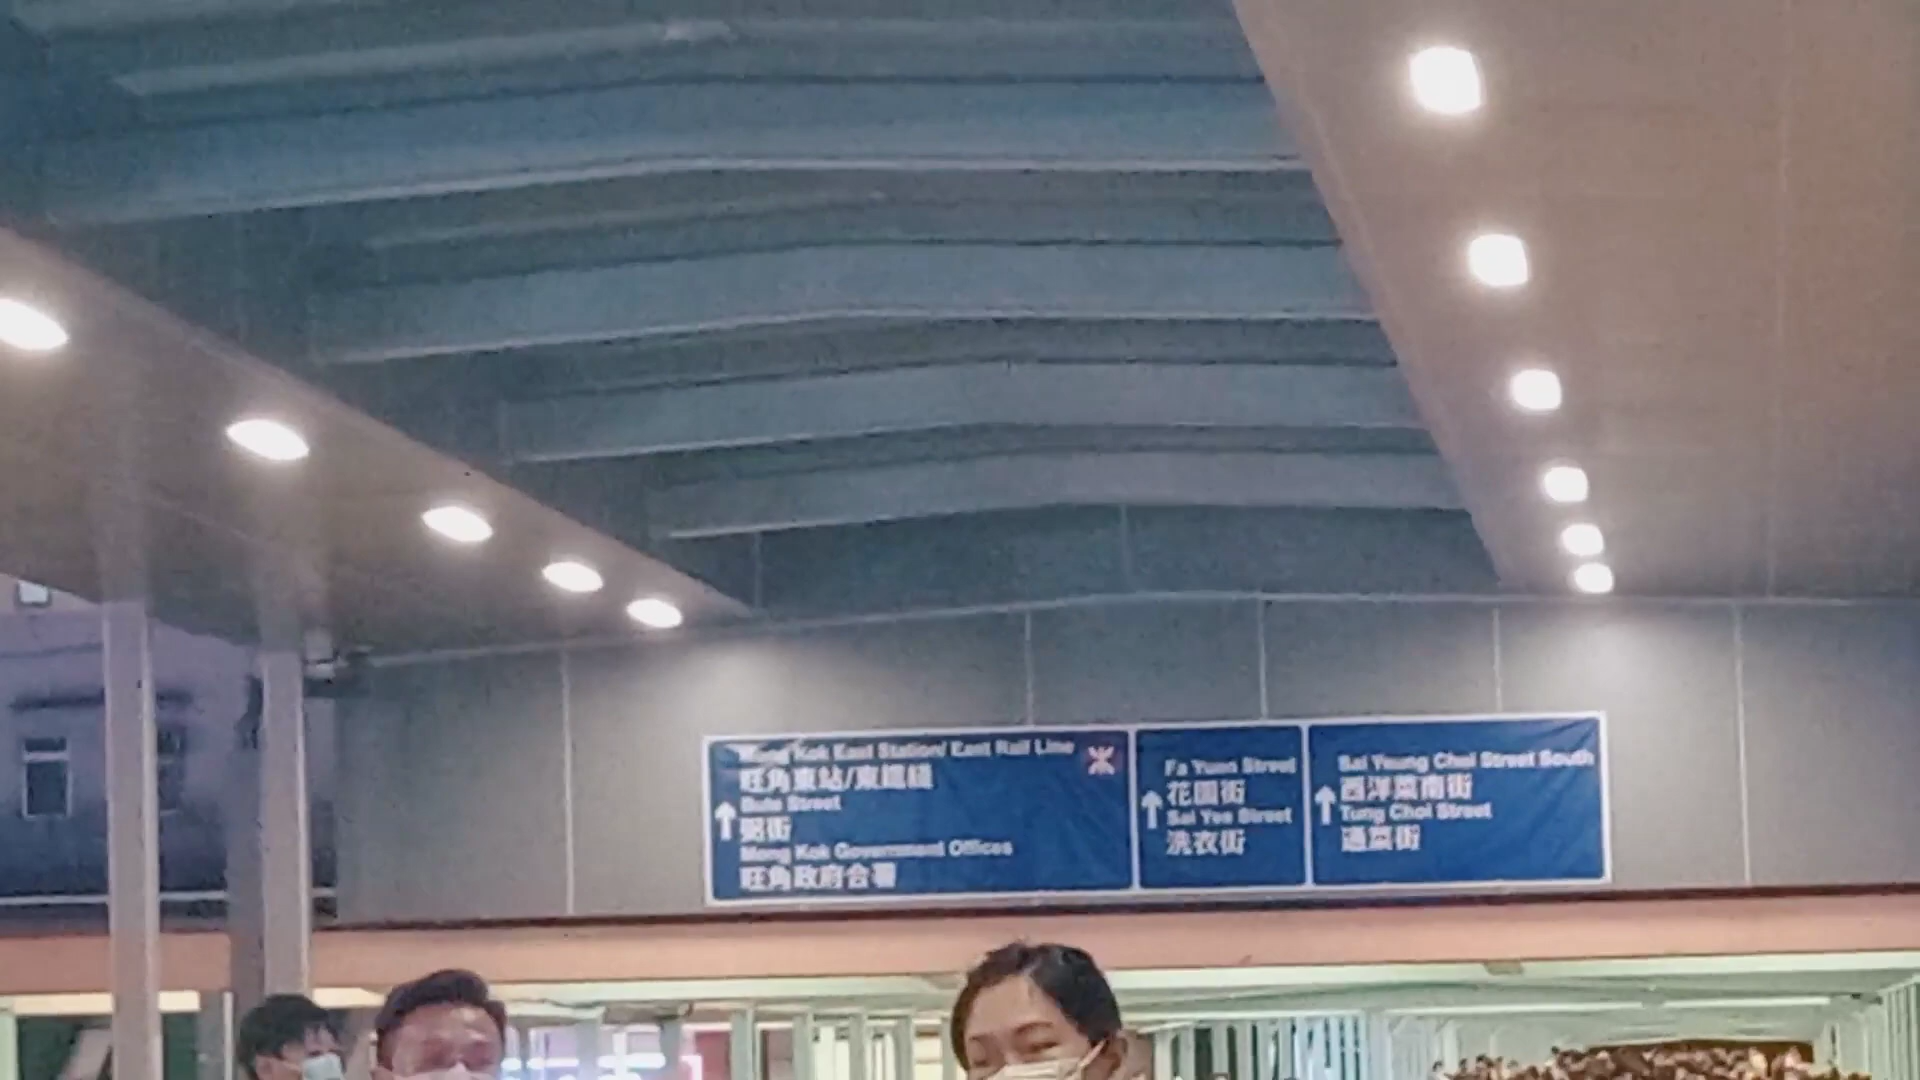 Mong Kok East Station/ East Rail Line
旺角東站/東鐵綫
Bute Street
弼街
Mong Kok Government Offices
旺角政府合署
Fa Yuen Street
花園街
Sai Yee Street
洗衣街
Sai Yeung Choi Street South
西洋菜南街
Tung Choi Street
通菜街